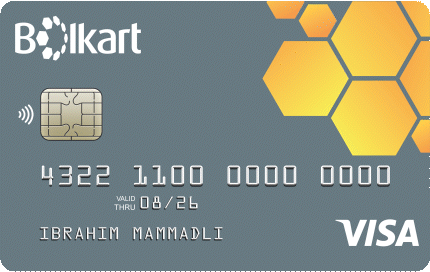 Bolkart
4322 1100 0000 0000
VALID
THRU 08/26
IBRAHIM MAMMADLI
VISA